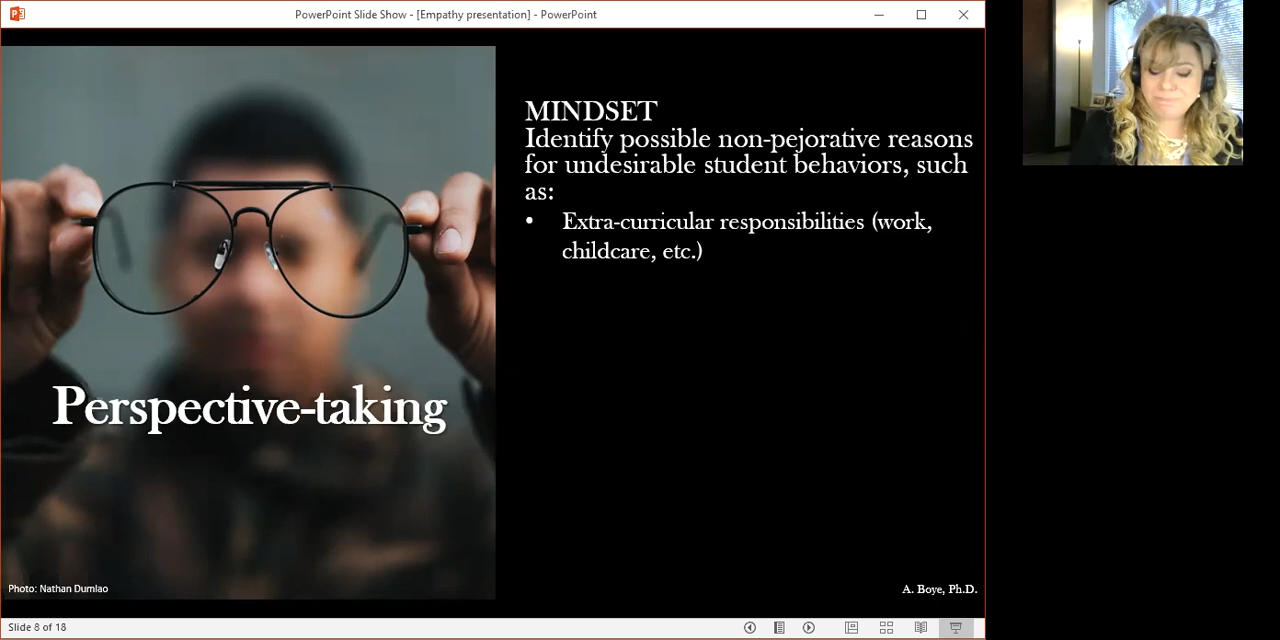 PowerPoint Slide Show - [Empathy presentation] - PowerPoint
MINDSET
Identify possible non-pejorative reasons
for undesirable student behaviors, such
as:
• Extra-curricular responsibilities (work,
childcare, etc.)
Perspective-taking
Photo: Nathan Dumlao
A. Boye, Ph.D.
Slide 8 of 18